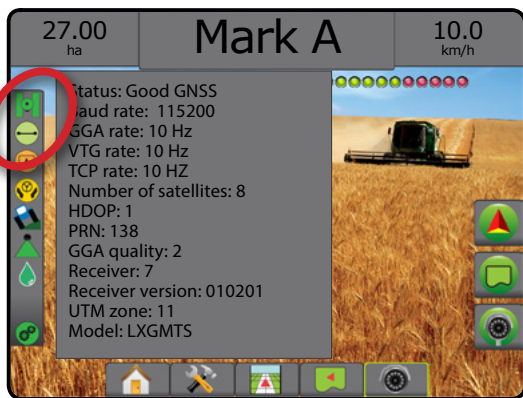 27.00
ha
Mark A
10.0
km/h
Status: Good GNSS
Baud rate: 115200
GGA rate: 10 Hz
VTG rate: 10 Hz
TCP rate: 10 HZ
Number of satellites: 8
HDOP: 1
PRN: 138
GGA quality: 2
Receiver: 7
Receiver version: 010201
UTM zone: 11
Model: LXGMTS